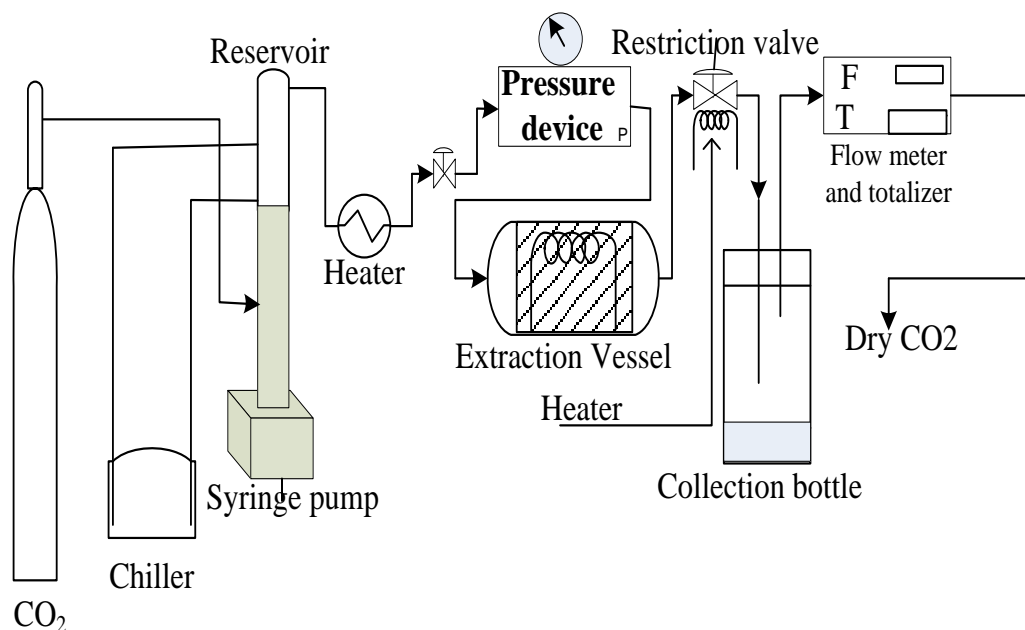 Reservoir
Restriction valve
Pressure
device
P
F
T
Flow meter
and totalizer
Heater
Extraction Vessel
Dry CO2
Heater
Collection bottle
Syringe pump
Chiller
CO₂